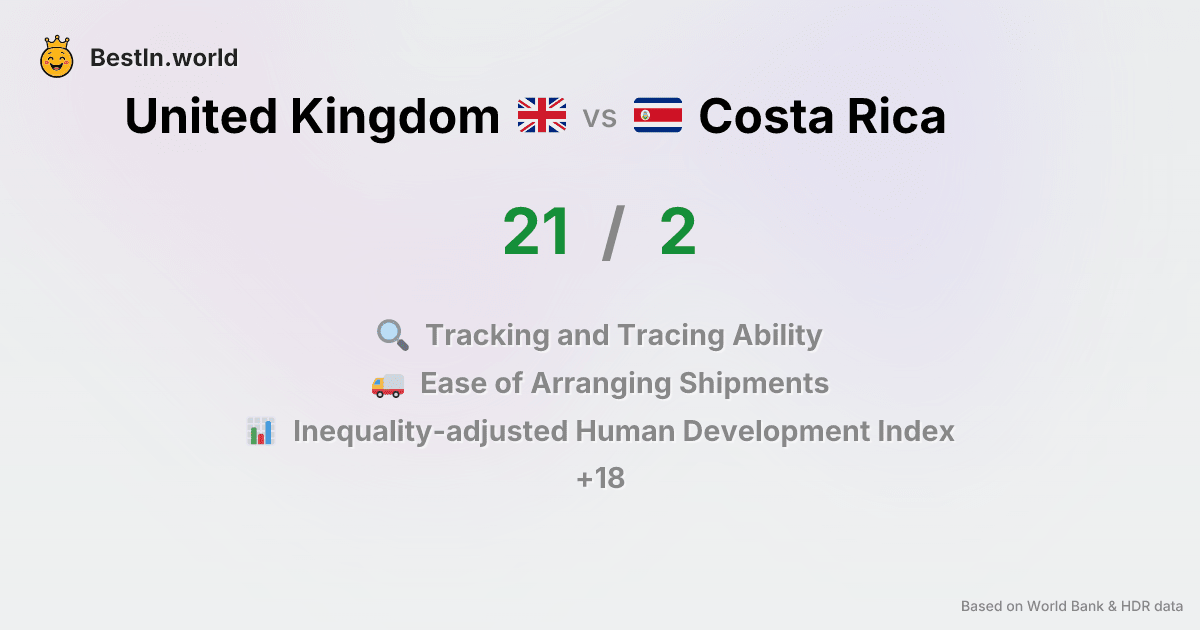 BestIn.world
United Kingdom vs Costa Rica
21 / 2
Tracking and Tracing Ability
Ease of Arranging Shipments
Inequality-adjusted Human Development Index
+18
Based on World Bank & HDR data